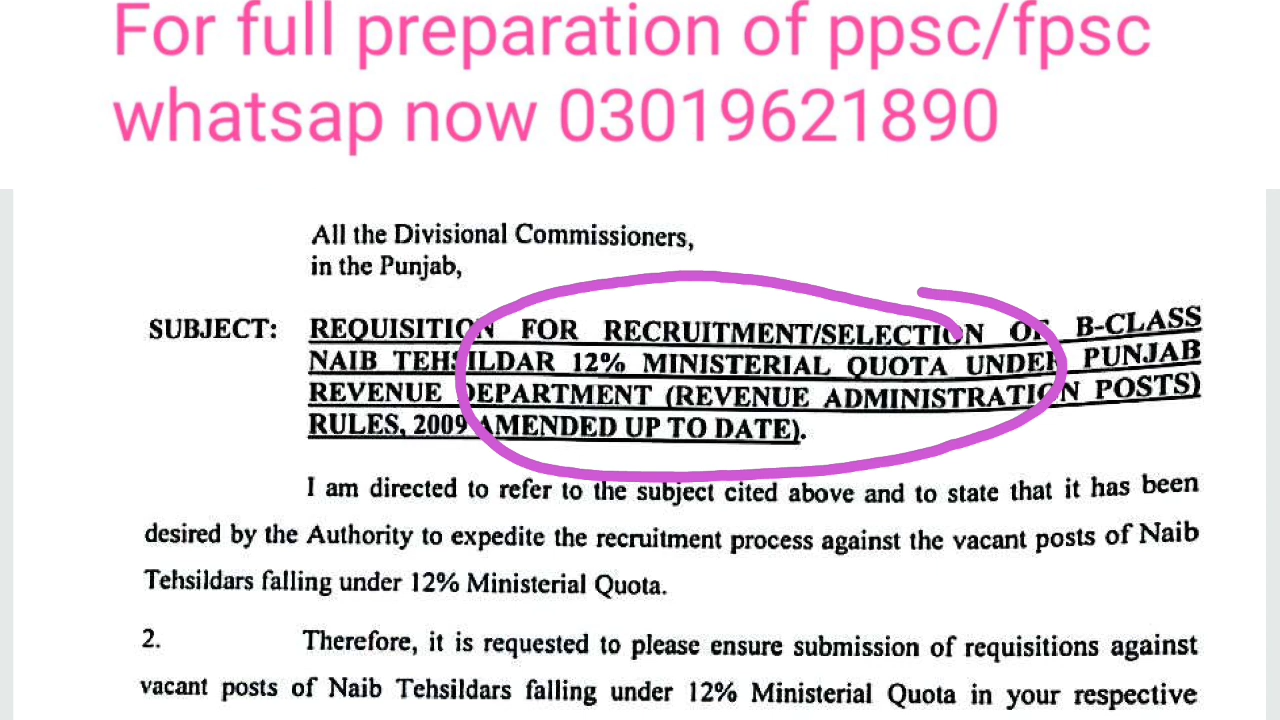 For full preparation of ppsc/fpsc
whatsap now 03019621890
All the Divisional Commissioners,
in the Punjab,
SUBJECT: REQUISITION FOR RECRUITMENT/SELECTION OF B-CLASS
NAIB TEHSILDAR 12% MINISTERIAL QUOTA UNDER PUNJAB
REVENUE DEPARTMENT (REVENUE ADMINISTRATION POSTS)
RULES, 2009 AMENDED UP TO DATE).
I am directed to refer to the subject cited above and to state that it has been
desired by the Authority to expedite the recruitment process against the vacant posts of Naib
Tehsildars falling under 12% Ministerial Quota.
2. Therefore, it is requested to please ensure submission of requisitions against
vacant posts of Naib Tehsildars falling under 12% Ministerial Quota in your respective